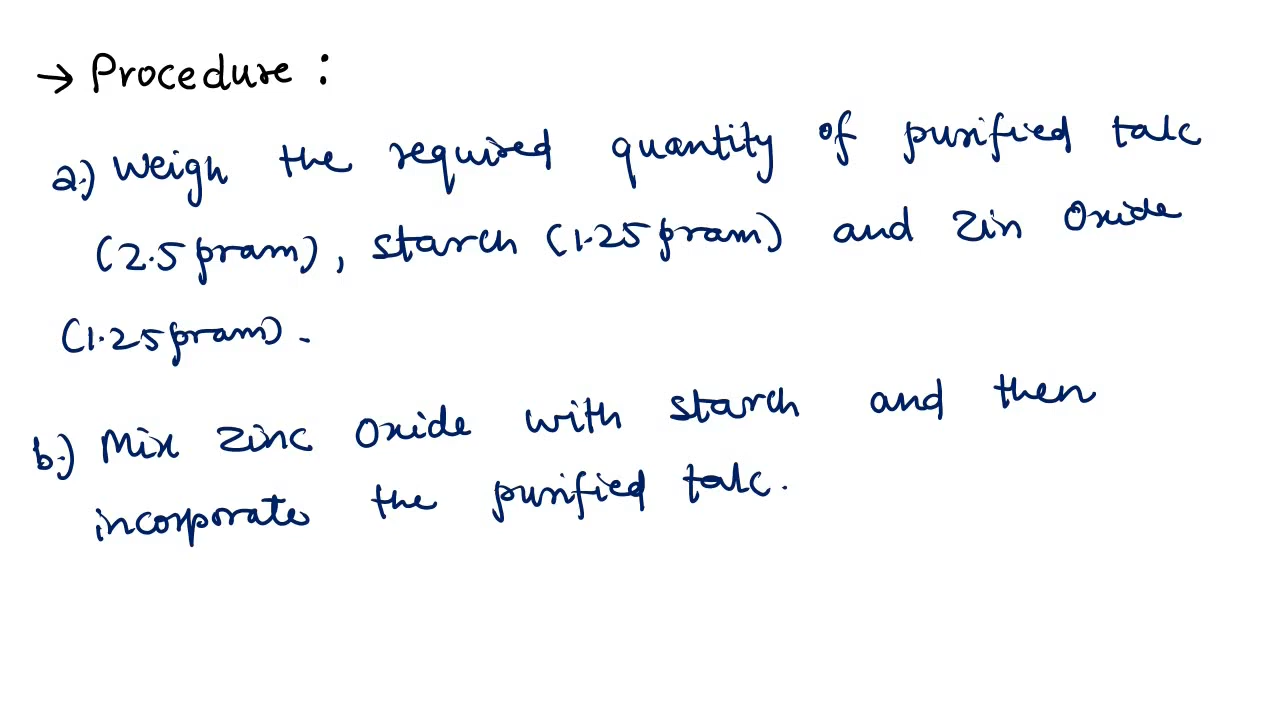 → Procedure :
a.) Weigh the required quantity of purified talc
(2.5 gram), starch (1.25 gram) and Zin Oxide
(1.25 gram).
b.) Mix Zinc Oxide with starch and then
incorporate the purified talc.